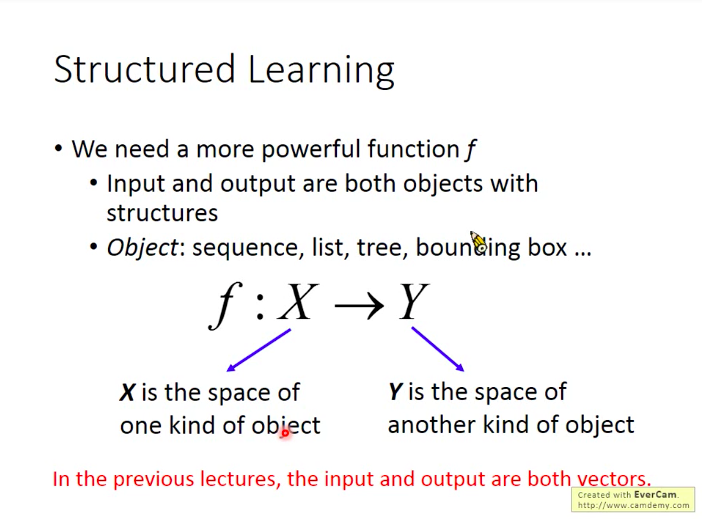 Structured Learning
• We need a more powerful function f
• Input and output are both objects with
structures
• Object: sequence, list, tree, bounding box ...
f : X → Y
X is the space of
one kind of object
Y is the space of
another kind of object
In the previous lectures, the input and output are both vectors.
Created with EverCam.
http://www.camdemy.com